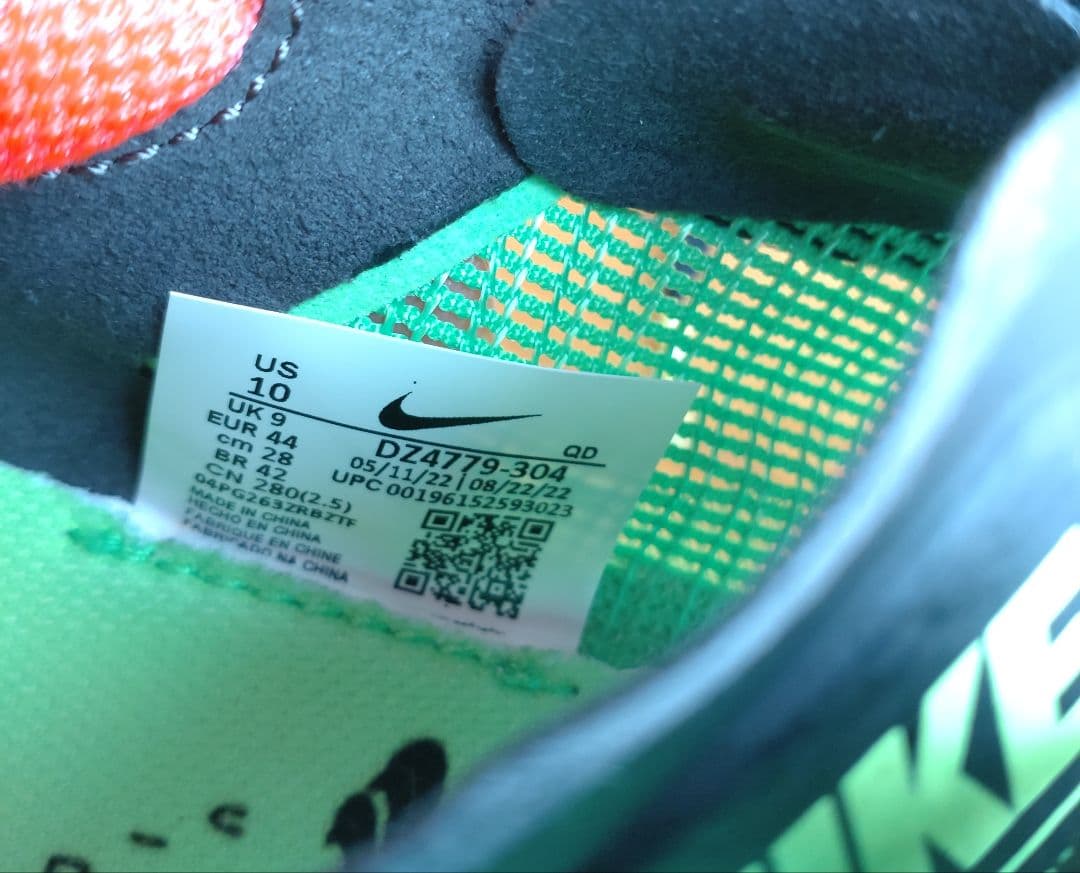 US
10
UK 9
EUR 44
cm 28
BR 42
CN 280(2.5)
04PG263ZRBZTF
MADE IN CHINA
HECHO EN CHINA
FABRIQUE EN CHINE
FABRICADO NA CHINA
QD
DZ4779-304
05/11/22 | 08/22/22
UPC 00196152593023